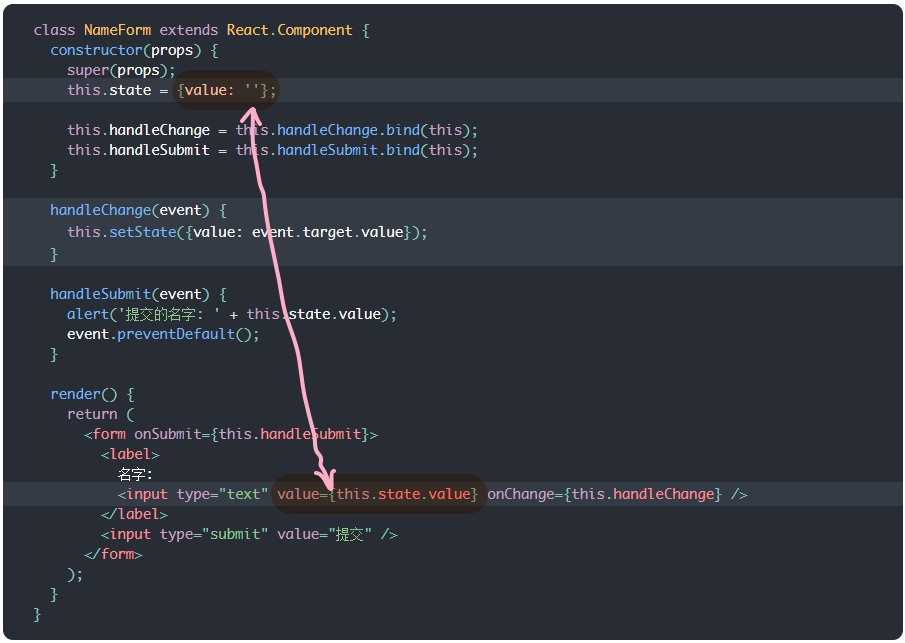 class NameForm extends React.Component {
constructor(props) {
super(props);
this.state = {value: ''};
this.handleChange = this.handleChange.bind(this);
this.handleSubmit = this.handleSubmit.bind(this);
}
handleChange(event) {
this.setState({value: event.target.value});
}
handleSubmit(event) {
alert('提交的名字: ' + this.state.value);
event.preventDefault();
}
render() {
return (
<form onSubmit={this.handleSubmit}>
<label>
名字:
<input type="text" value={this.state.value} onChange={this.handleChange} />
</label>
<input type="submit" value="提交" />
</form>
);
}
}